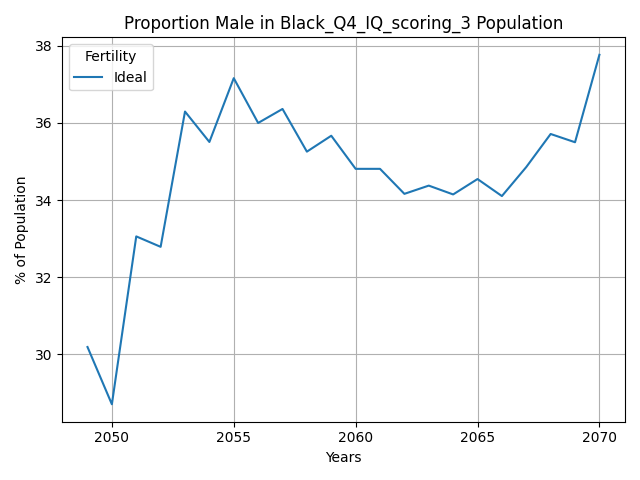 Proportion Male in Black_Q4_IQ_scoring_3 Population
Fertility
Ideal
% of Population
38
36
34
32
30
2050
2055
2060
2065
2070
Years